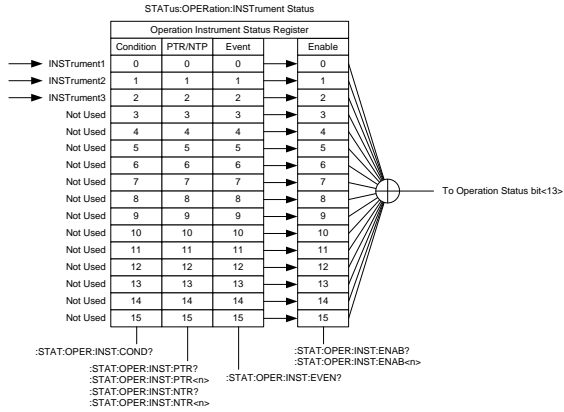 STATus:OPERation:INSTrument Status
Operation Instrument Status Register
Condition PTR/NTP Event Enable
INSTrument1 0 0 0 0
INSTrument2 1 1 1 1
INSTrument3 2 2 2 2
Not Used 3 3 3 3
Not Used 4 4 4 4
Not Used 5 5 5 5
Not Used 6 6 6 6
Not Used 7 7 7 7
Not Used 8 8 8 8
Not Used 9 9 9 9
Not Used 10 10 10 10
Not Used 11 11 11 11
Not Used 12 12 12 12
Not Used 13 13 13 13
Not Used 14 14 14 14
Not Used 15 15 15 15
To Operation Status bit<13>
:STAT:OPER:INST:COND?
:STAT:OPER:INST:PTR?
:STAT:OPER:INST:PTR<n>
:STAT:OPER:INST:NTR?
:STAT:OPER:INST:NTR<n>
:STAT:OPER:INST:EVEN?
:STAT:OPER:INST:ENAB?
:STAT:OPER:INST:ENAB<n>